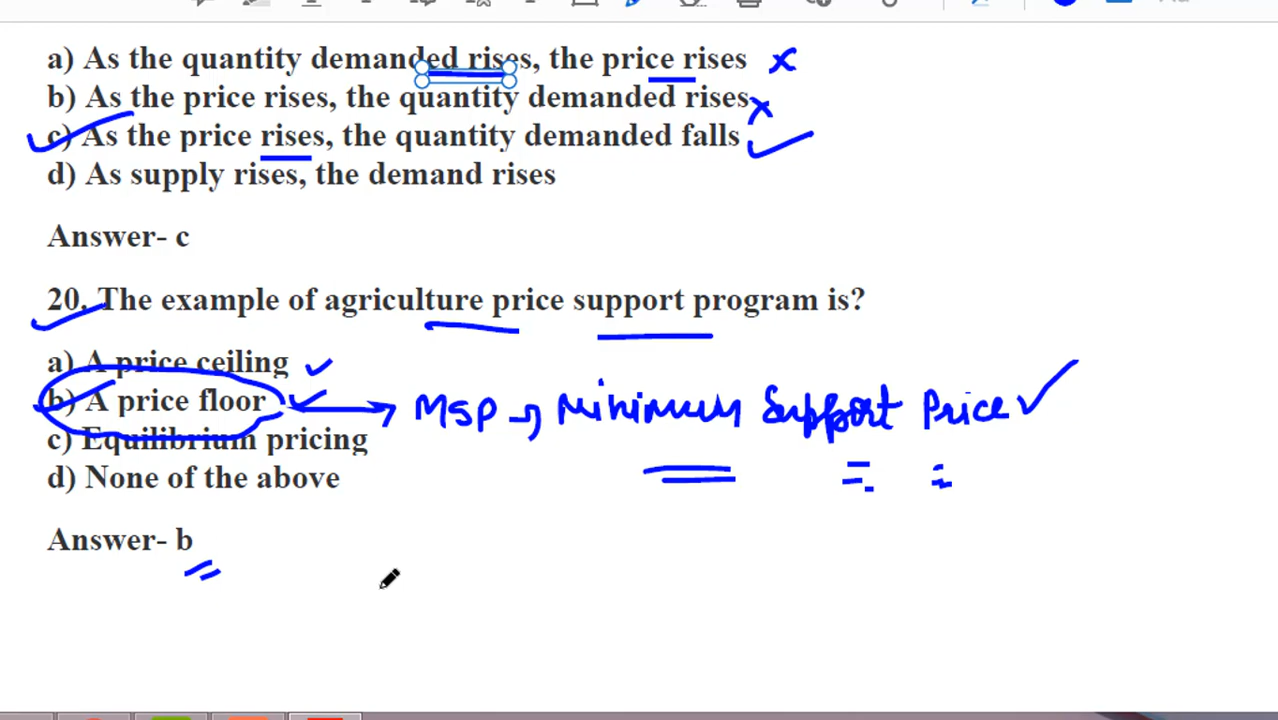 a) As the quantity demanded rises, the price rises
b) As the price rises, the quantity demanded rises
c) As the price rises, the quantity demanded falls
d) As supply rises, the demand rises
Answer- c
20. The example of agriculture price support program is?
a) A price ceiling
b) A price floor MSP → Minimum Support Price
c) Equilibrium pricing
d) None of the above
Answer- b